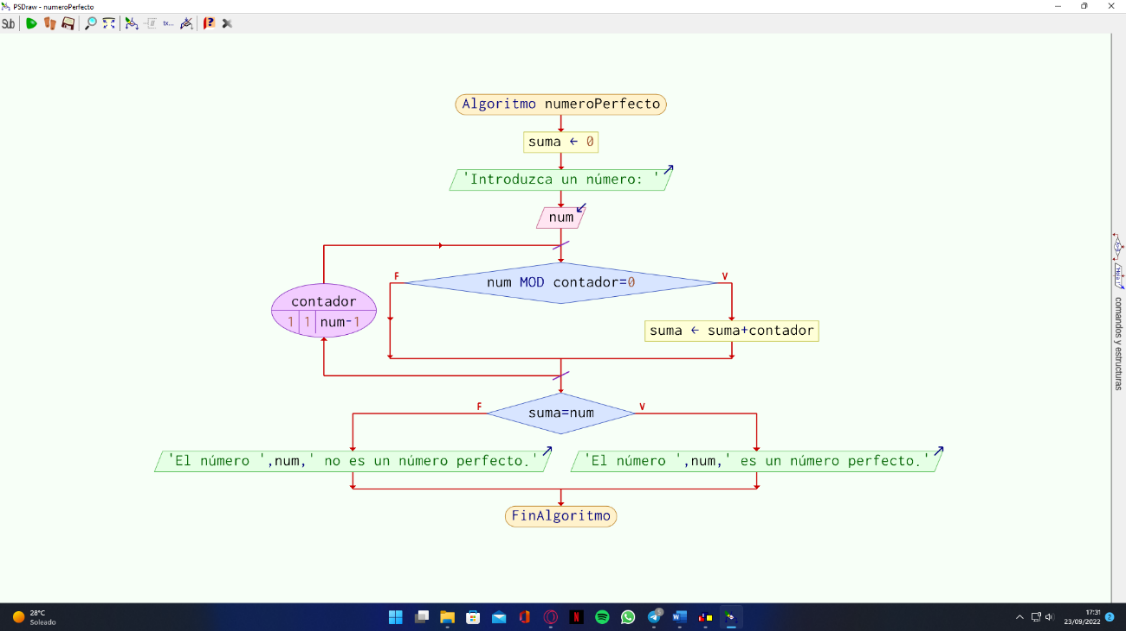 PSDraw - numeroPerfecto
Sub
Algoritmo numeroPerfecto
suma ← 0
'Introduzca un número: '
num
num MOD contador=0
F
V
contador
1 1 num-1
suma ← suma+contador
suma=num
F
V
'El número ',num,' no es un número perfecto.'
'El número ',num,' es un número perfecto.'
FinAlgoritmo
comandos y estructuras
28°C
Soleado
17:31
23/09/2022
2